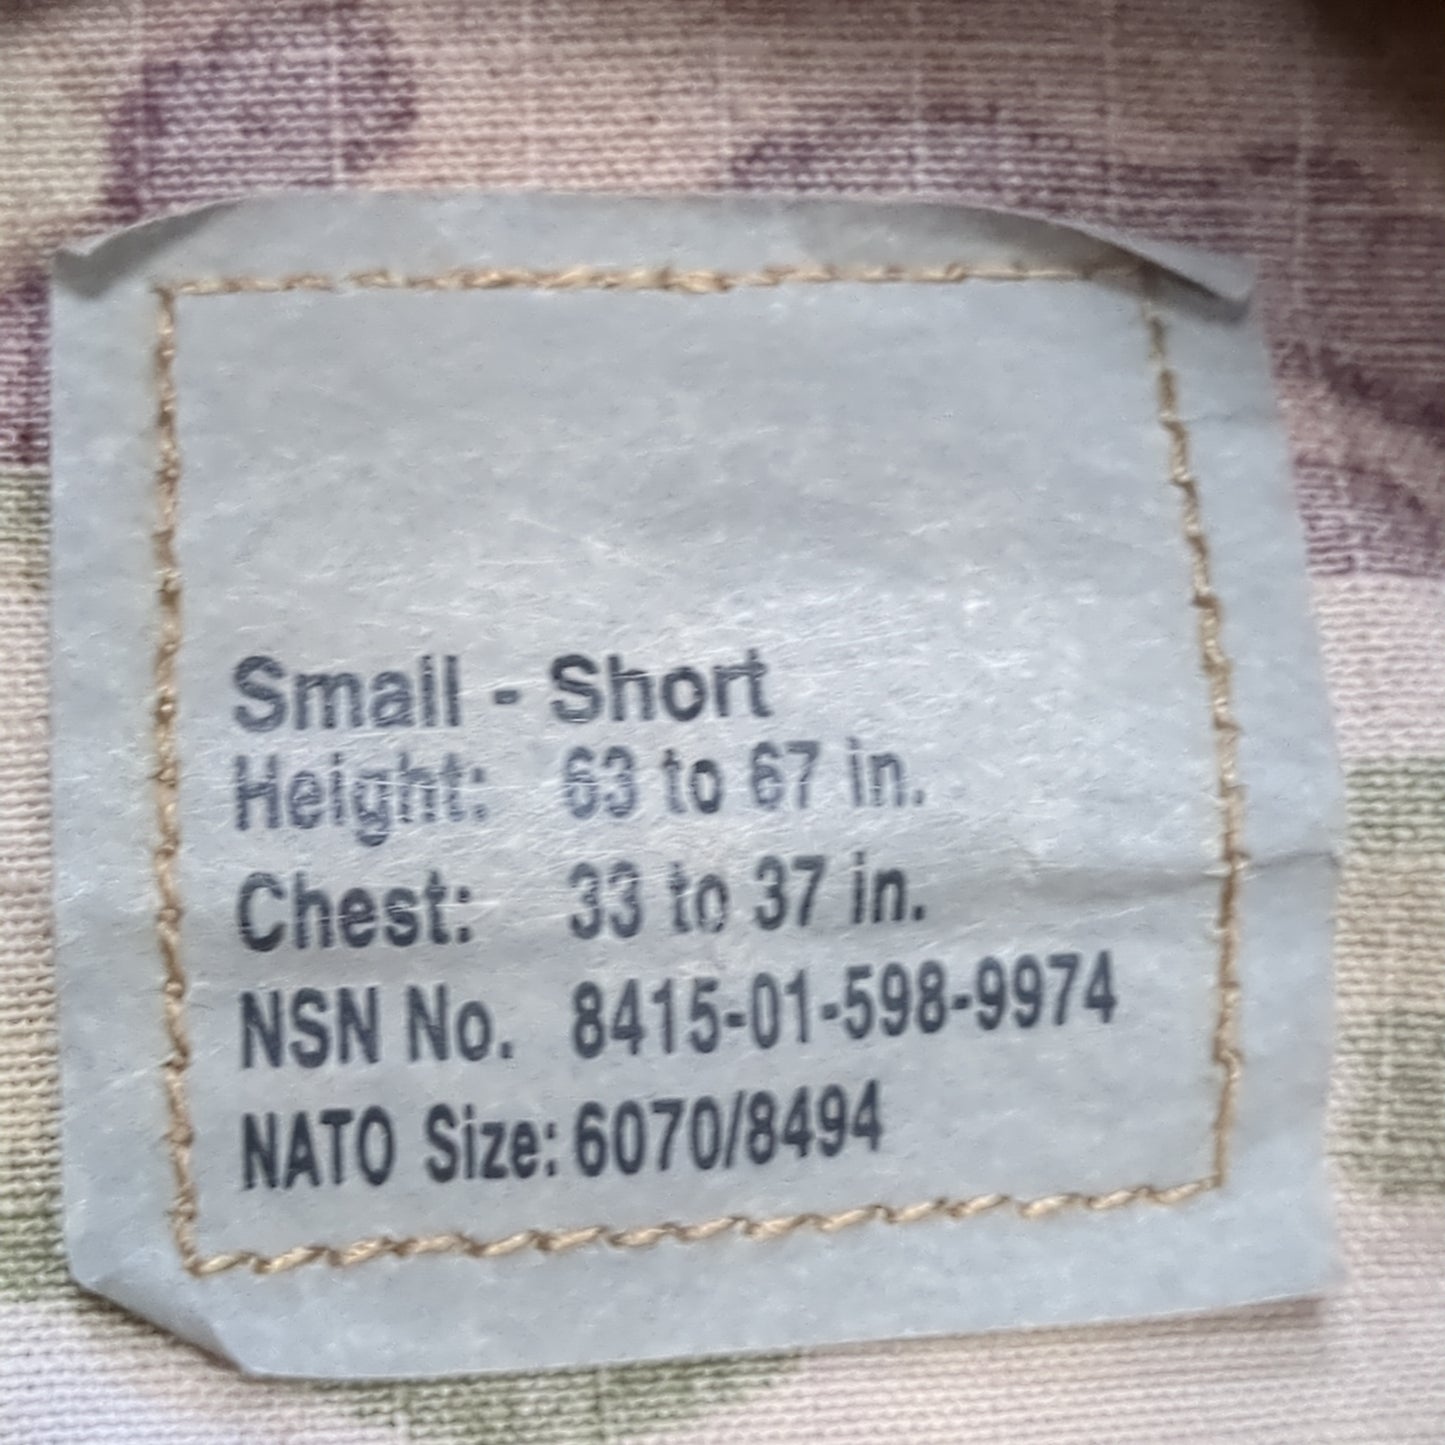 Small - Short
Height: 63 to 67 in.
Chest: 33 to 37 in.
NSN No. 8415-01-598-9974
NATO Size: 6070/8494